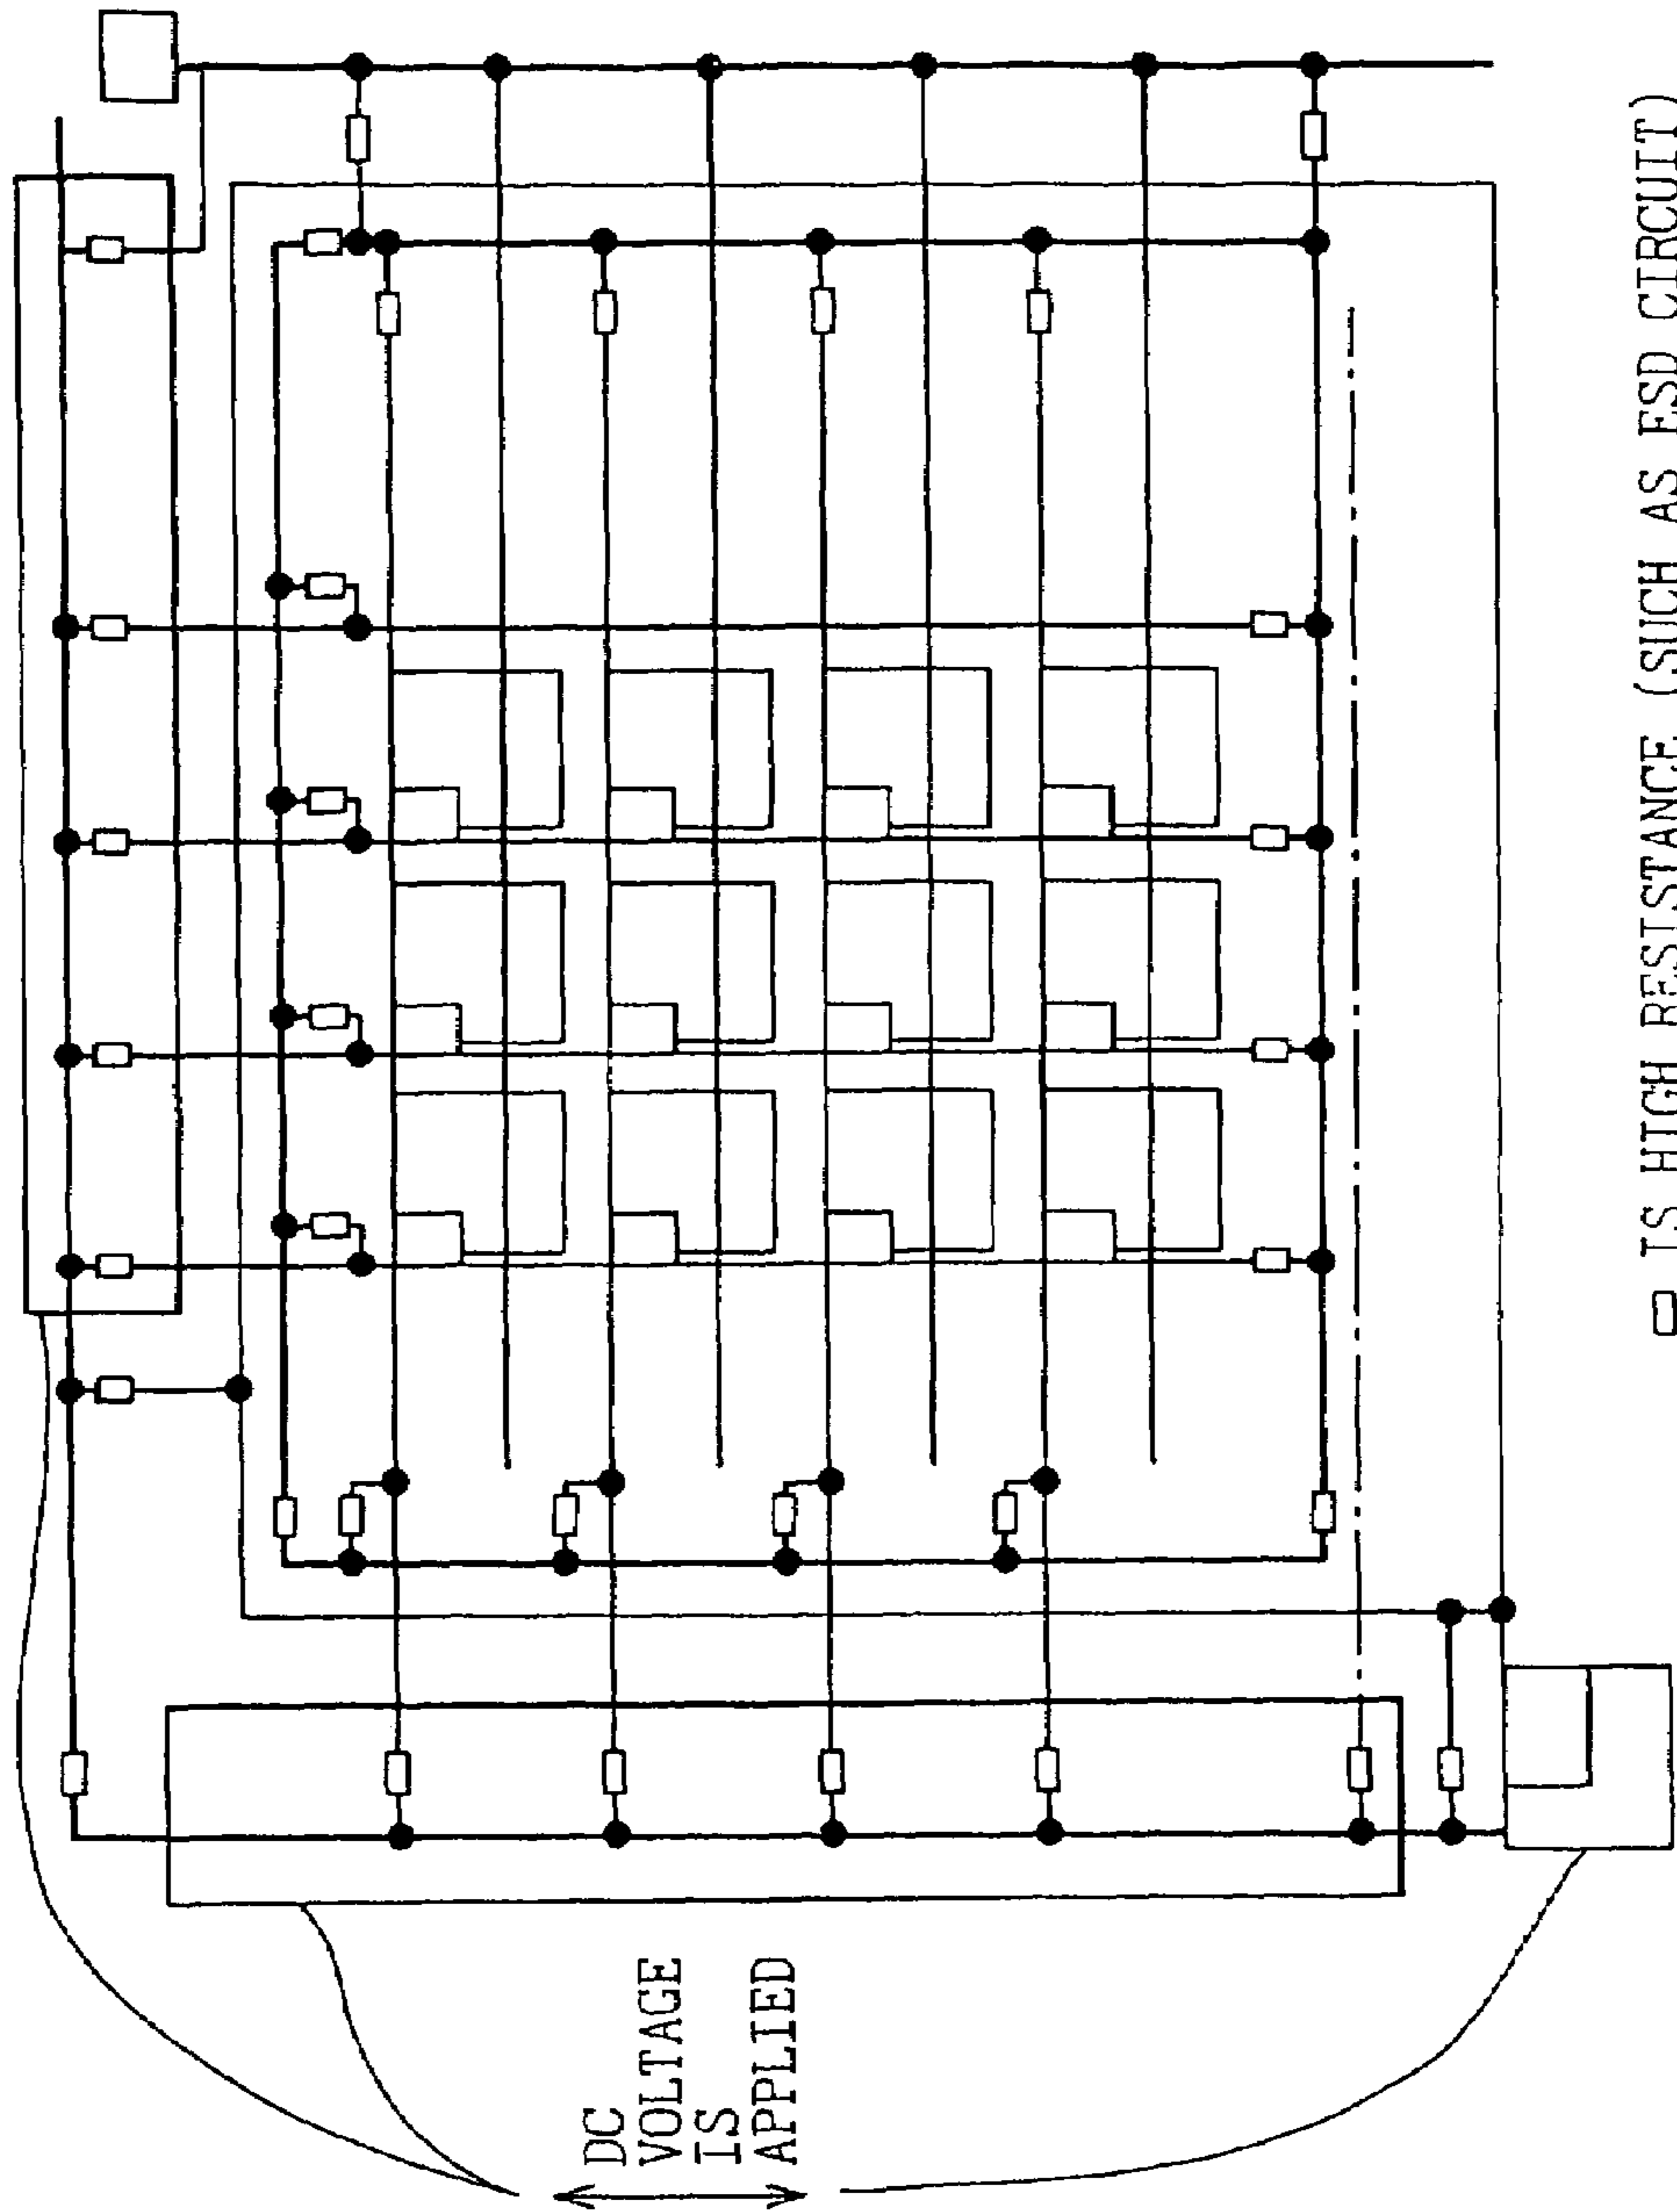 DC
VOLTAGE
IS
APPLIED
IS HIGH RESISTANCE (SUCH AS ESD CIRCUIT)